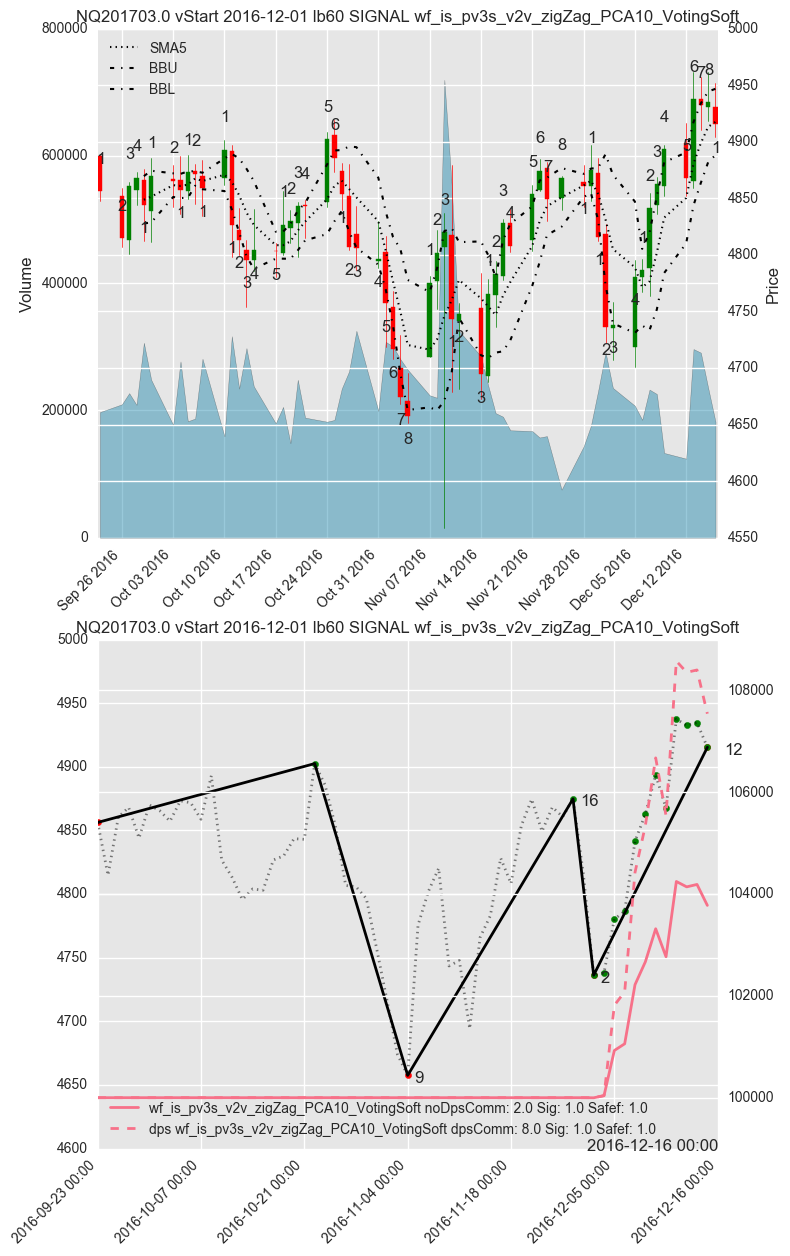 NQ201703.0 vStart 2016-12-01 lb60 SIGNAL wf_is_pv3s_v2v_zigZag_PCA10_VotingSoft
SMA5
BBU
BBL
Volume
800000
600000
400000
200000
0
Price
5000
4950
4900
4850
4800
4750
4700
4650
4600
4550
Sep 26 2016
Oct 03 2016
Oct 10 2016
Oct 17 2016
Oct 24 2016
Oct 31 2016
Nov 07 2016
Nov 14 2016
Nov 21 2016
Nov 28 2016
Dec 05 2016
Dec 12 2016
NQ201703.0 vStart 2016-12-01 lb60 SIGNAL wf_is_pv3s_v2v_zigZag_PCA10_VotingSoft
5000
4950
4900
4850
4800
4750
4700
4650
4600
108000
106000
104000
102000
100000
12
16
2
9
wf_is_pv3s_v2v_zigZag_PCA10_VotingSoft noDpsComm: 2.0 Sig: 1.0 Safef: 1.0
dps wf_is_pv3s_v2v_zigZag_PCA10_VotingSoft dpsComm: 8.0 Sig: 1.0 Safef: 1.0
2016-12-16 00:00
2016-09-23 00:00
2016-10-07 00:00
2016-10-21 00:00
2016-11-04 00:00
2016-11-18 00:00
2016-12-05 00:00
2016-12-16 00:00